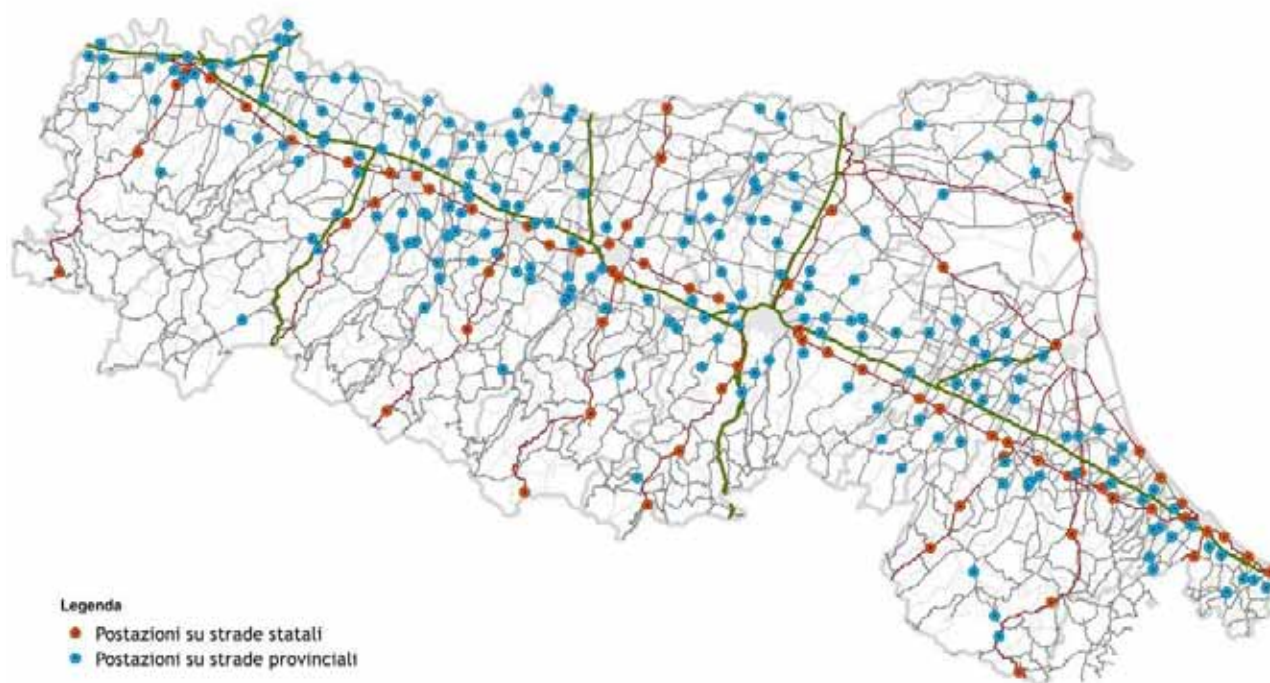 Legenda
Postazioni su strade statali
Postazioni su strade provinciali